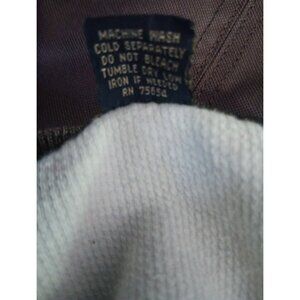 MACHINE WASH
COLD SEPARATELY
DO NOT BLEACH
TUMBLE DRY LOW
IRON IF NEEDED
RN 75654